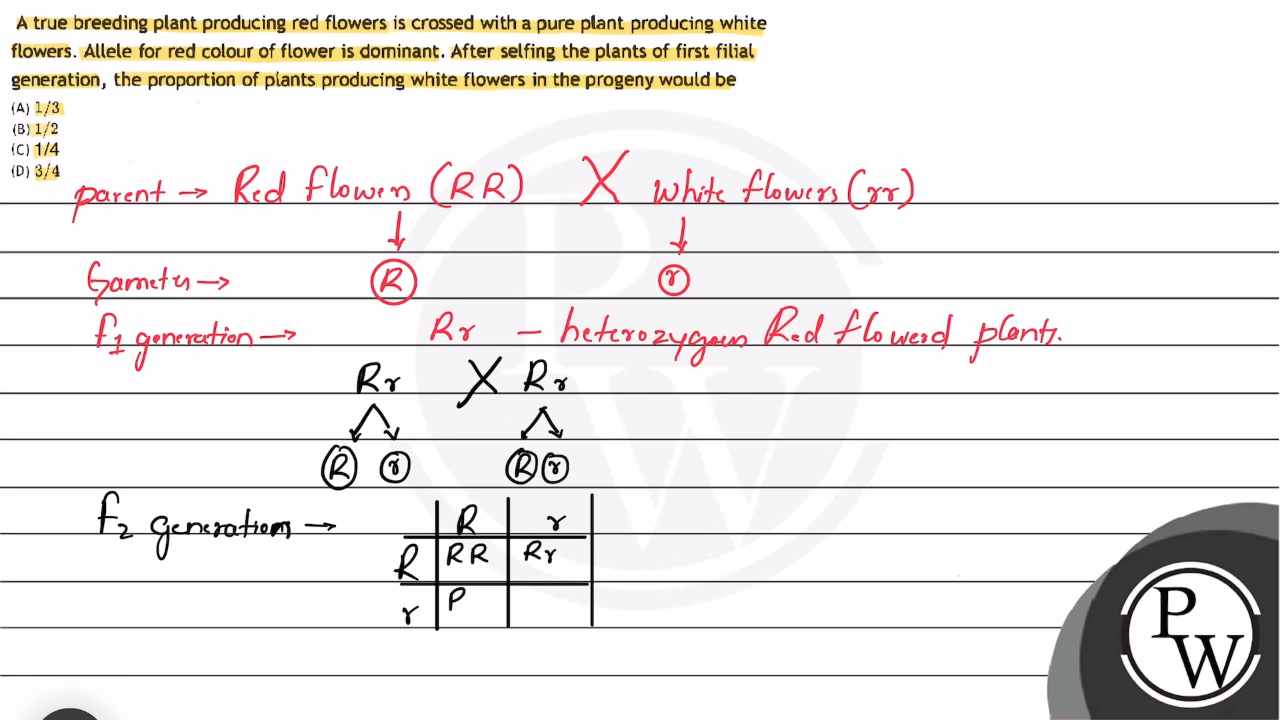 A true breeding plant producing red flowers is crossed with a pure plant producing white
flowers. Allele for red colour of flower is dominant. After selfing the plants of first filial
generation, the proportion of plants producing white flowers in the progeny would be
(A) 1/3
(B) 1/2
(C) 1/4
(D) 3/4
parent → Red flowers (RR) X white flowers (rr)
↓ ↓
Gametes → R r
f1 generation → Rr - heterozygous Red flowered plants.
Rr X Rr
R r R r
f2 generation →
R r
R RR Rr
r P
PW
PW